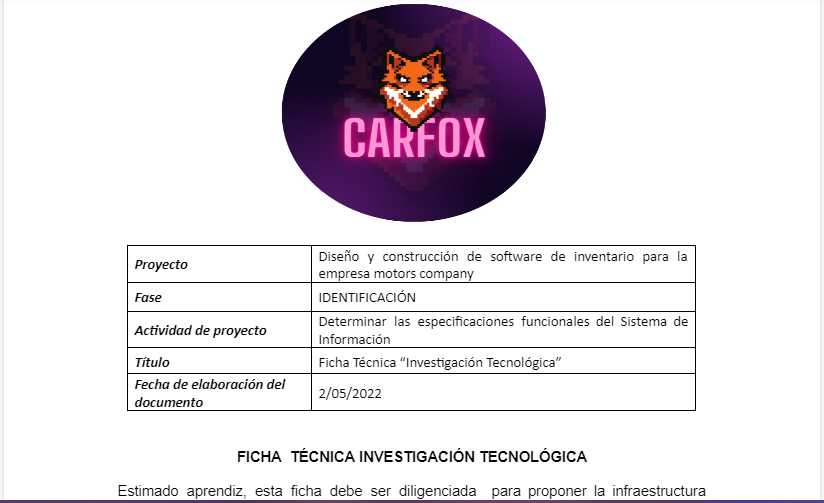 CARFOX
Proyecto
Diseño y construcción de software de inventario para la
empresa motors company
Fase
IDENTIFICACIÓN
Actividad de proyecto
Determinar las especificaciones funcionales del Sistema de
Información
Título
Ficha Técnica “Investigación Tecnológica”
Fecha de elaboración del
documento
2/05/2022
FICHA TÉCNICA INVESTIGACIÓN TECNOLÓGICA
Estimado aprendiz, esta ficha debe ser diligenciada para proponer la infraestructura